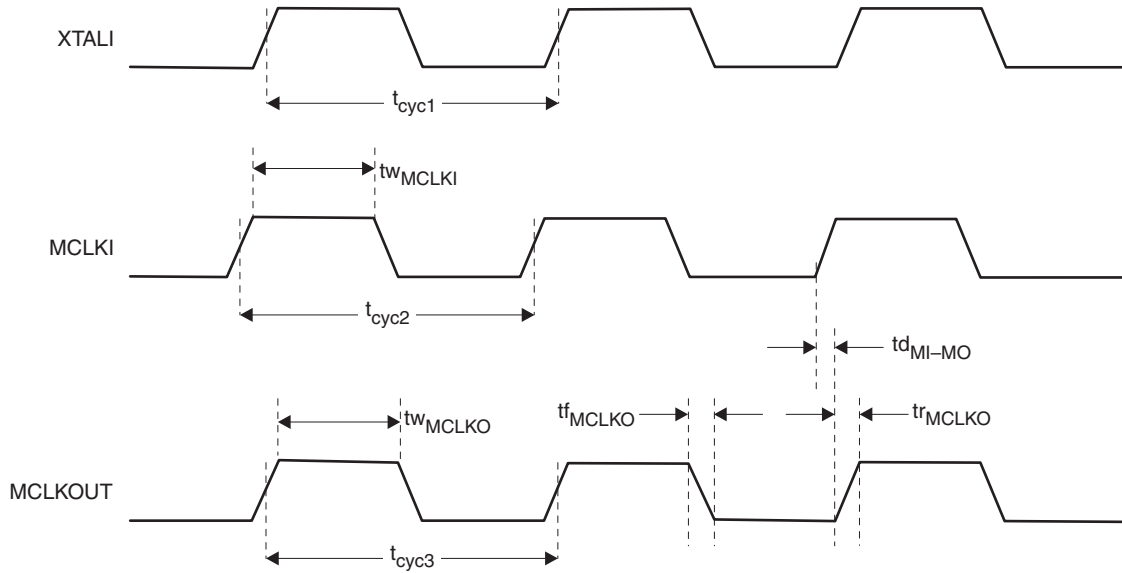 XTALI
tcyc1
twMCLKI
MCLKI
tcyc2
tdMI–MO
twMCLKO
tfMCLKO
trMCLKO
MCLKOUT
tcyc3